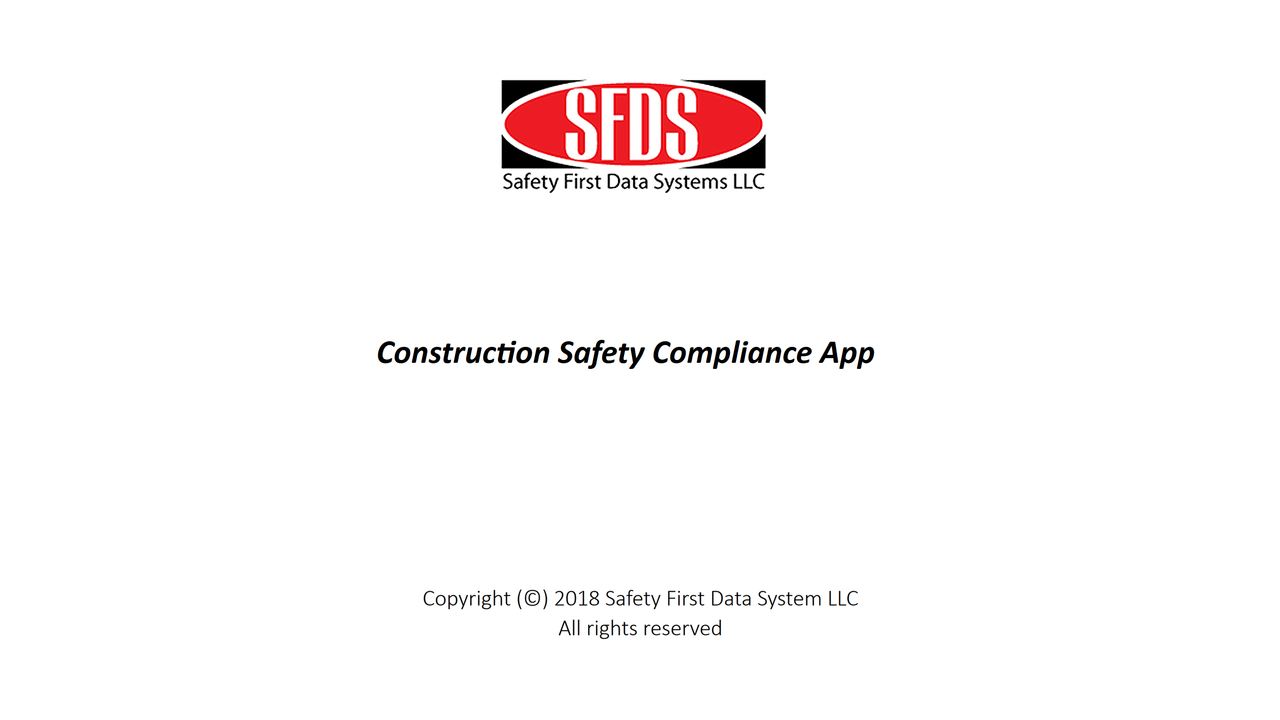 SFDS
Safety First Data Systems LLC
Construction Safety Compliance App
Copyright (©) 2018 Safety First Data System LLC
All rights reserved